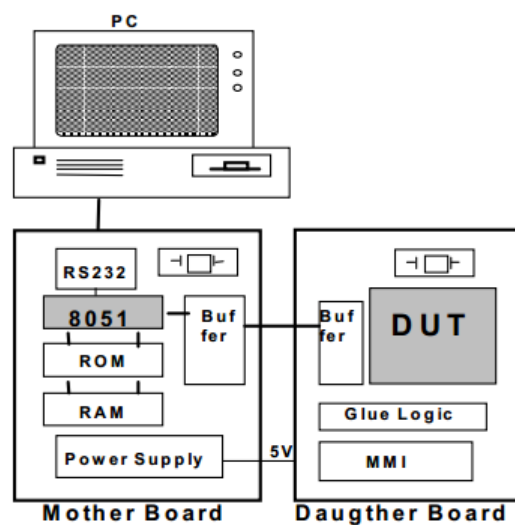 PC
RS232
8051
ROM
RAM
Buf
fer
Power Supply
5V
Mother Board
Buf
fer
DUT
Glue Logic
MMI
Daugther Board